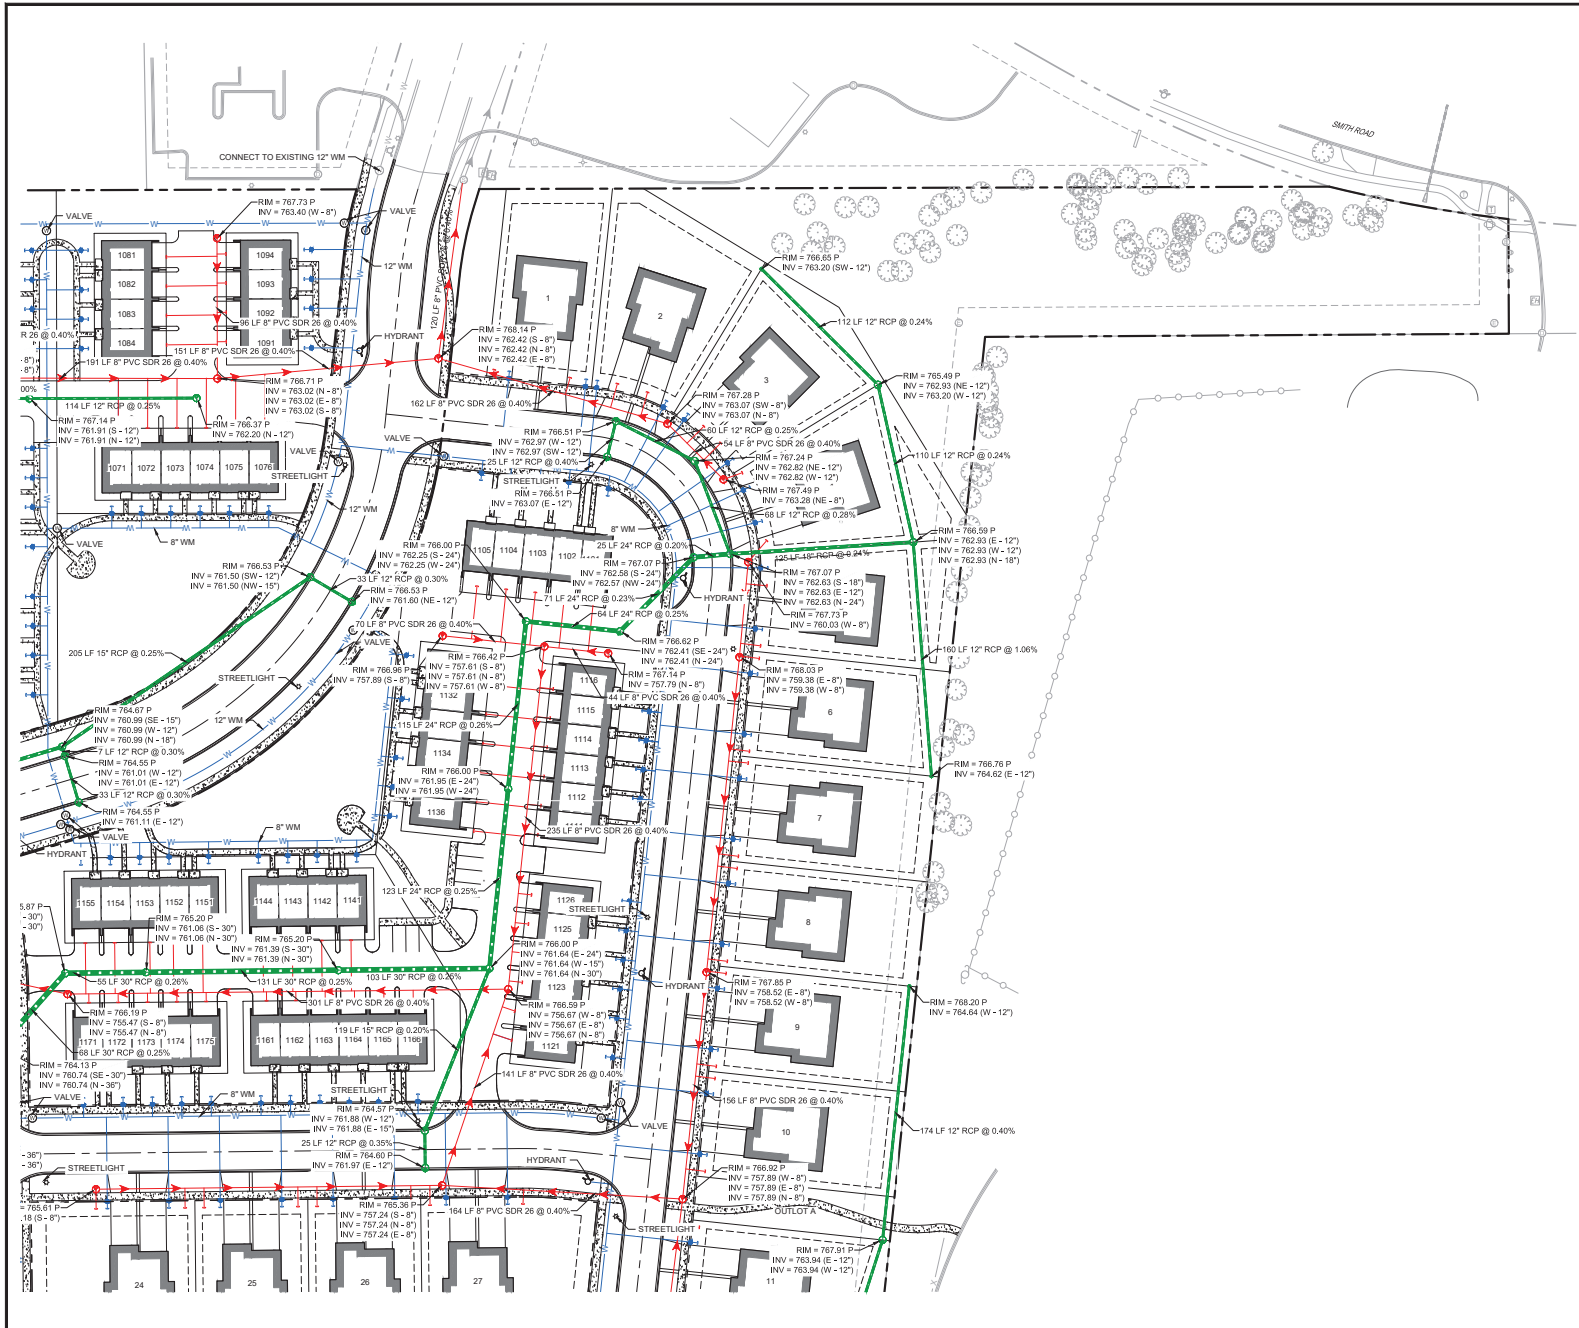 SMITH ROAD
CONNECT TO EXISTING 12" WM
VALVE
RIM = 767.73 P
INV = 763.40 (W - 8")
VALVE
12" WM
1081
1082
1083
1084
1094
1093
1092
1091
96 LF 8" PVC SDR 26 @ 0.40%
HYDRANT
151 LF 8" PVC SDR 26 @ 0.40%
191 LF 8" PVC SDR 26 @ 0.40%
R 26 @ 0.40%
RIM = 768.14 P
INV = 762.42 (S - 8")
INV = 762.42 (N - 8")
INV = 762.42 (E - 8")
1
2
3
RIM = 766.65 P
INV = 763.20 (SW - 12")
112 LF 12" RCP @ 0.24%
RIM = 765.49 P
INV = 762.93 (NE - 12")
INV = 763.20 (W - 12")
RIM = 766.71 P
INV = 763.02 (N - 8")
INV = 763.02 (E - 8")
INV = 763.02 (S - 8")
114 LF 12" RCP @ 0.25%
RIM = 767.14 P
INV = 761.91 (S - 12")
INV = 761.91 (N - 12")
RIM = 766.37 P
INV = 762.20 (N - 12")
162 LF 8" PVC SDR 26 @ 0.40%
RIM = 767.28 P
INV = 763.07 (SW - 8")
INV = 763.07 (N - 8")
60 LF 12" RCP @ 0.25%
54 LF 8" PVC SDR 26 @ 0.40%
RIM = 766.51 P
INV = 762.97 (W - 12")
INV = 762.97 (SW - 12")
25 LF 12" RCP @ 0.40%
VALVE
VALVE
STREETLIGHT
1071 1072 1073 1074 1075 1076
STREETLIGHT
RIM = 766.51 P
INV = 763.07 (E - 12")
RIM = 767.24 P
INV = 762.82 (NE - 12")
INV = 762.82 (W - 12")
RIM = 767.49 P
INV = 763.28 (NE - 8")
68 LF 12" RCP @ 0.28%
110 LF 12" RCP @ 0.24%
12" WM
8" WM
8" WM
VALVE
RIM = 766.59 P
INV = 762.93 (E - 12")
INV = 762.93 (W - 12")
INV = 762.93 (N - 18")
1105 1104 1103 1102
RIM = 766.00 P
INV = 762.25 (S - 24")
INV = 762.25 (W - 24")
25 LF 24" RCP @ 0.20%
125 LF 18" RCP @ 0.24%
RIM = 767.07 P
INV = 762.58 (S - 24")
INV = 762.57 (NW - 24")
RIM = 767.07 P
INV = 762.63 (S - 18")
INV = 762.63 (E - 12")
INV = 762.63 (N - 24")
RIM = 766.53 P
INV = 761.50 (SW - 12")
INV = 761.50 (NW - 15")
33 LF 12" RCP @ 0.30%
RIM = 766.53 P
INV = 761.60 (NE - 12")
71 LF 24" RCP @ 0.23%
HYDRANT
64 LF 24" RCP @ 0.25%
RIM = 767.73 P
INV = 760.03 (W - 8")
70 LF 8" PVC SDR 26 @ 0.40%
VALVE
205 LF 15" RCP @ 0.25%
RIM = 766.62 P
INV = 762.41 (SE - 24")
INV = 762.41 (N - 24")
160 LF 12" RCP @ 1.06%
RIM = 766.42 P
INV = 757.61 (S - 8")
INV = 757.61 (N - 8")
INV = 757.61 (W - 8")
RIM = 766.96 P
INV = 757.89 (S - 8")
RIM = 767.14 P
INV = 757.79 (N - 8")
RIM = 768.03 P
INV = 759.38 (E - 8")
INV = 759.38 (W - 8")
STREETLIGHT
44 LF 8" PVC SDR 26 @ 0.40%
1132
1134
1136
1116
1115
1114
1113
1112
6
12" WM
115 LF 24" RCP @ 0.26%
RIM = 764.67 P
INV = 760.99 (SE - 15")
INV = 760.99 (W - 12")
INV = 760.99 (N - 18")
7 LF 12" RCP @ 0.30%
RIM = 764.55 P
INV = 761.01 (W - 12")
INV = 761.01 (E - 12")
33 LF 12" RCP @ 0.30%
RIM = 764.55 P
INV = 761.11 (E - 12")
RIM = 766.00 P
INV = 761.95 (E - 24")
INV = 761.95 (W - 24")
RIM = 766.76 P
INV = 764.62 (E - 12")
7
235 LF 8" PVC SDR 26 @ 0.40%
VALVE
HYDRANT
8" WM
123 LF 24" RCP @ 0.25%
1155 1154 1153 1152 1151
1144 1143 1142 1141
1126
1125
STREETLIGHT
8
5.87 P
- 30")
- 30")
RIM = 765.20 P
INV = 761.06 (S - 30")
INV = 761.06 (N - 30")
RIM = 765.20 P
INV = 761.39 (S - 30")
INV = 761.39 (N - 30")
RIM = 766.00 P
INV = 761.64 (E - 24")
INV = 761.64 (W - 15")
INV = 761.64 (N - 30")
55 LF 30" RCP @ 0.26%
131 LF 30" RCP @ 0.25%
103 LF 30" RCP @ 0.25%
1123
HYDRANT
RIM = 767.85 P
INV = 758.52 (E - 8")
INV = 758.52 (W - 8")
RIM = 768.20 P
INV = 764.64 (W - 12")
301 LF 8" PVC SDR 26 @ 0.40%
RIM = 766.19 P
INV = 755.47 (S - 8")
INV = 755.47 (N - 8")
RIM = 766.59 P
INV = 756.67 (W - 8")
INV = 756.67 (E - 8")
INV = 756.67 (N - 8")
119 LF 15" RCP @ 0.20%
9
1171 1172 1173 1174 1175
1161 1162 1163 1164 1165 1166
1121
68 LF 30" RCP @ 0.25%
RIM = 764.13 P
INV = 760.74 (SE - 30")
INV = 760.74 (N - 36")
141 LF 8" PVC SDR 26 @ 0.40%
VALVE
8" WM
STREETLIGHT
156 LF 8" PVC SDR 26 @ 0.40%
RIM = 764.57 P
INV = 761.88 (W - 12")
INV = 761.88 (E - 15")
VALVE
10
174 LF 12" RCP @ 0.40%
25 LF 12" RCP @ 0.35%
RIM = 764.60 P
INV = 761.97 (E - 12")
- 36")
- 36")
STREETLIGHT
HYDRANT
RIM = 766.92 P
INV = 757.89 (W - 8")
INV = 757.89 (E - 8")
INV = 757.89 (N - 8")
= 765.61 P
.18 (S - 8")
RIM = 765.36 P
INV = 757.24 (S - 8")
INV = 757.24 (N - 8")
INV = 757.24 (E - 8")
164 LF 8" PVC SDR 26 @ 0.40%
OUTLOT A
STREETLIGHT
RIM = 767.91 P
INV = 763.94 (E - 12")
INV = 763.94 (W - 12")
24
25
26
27
11